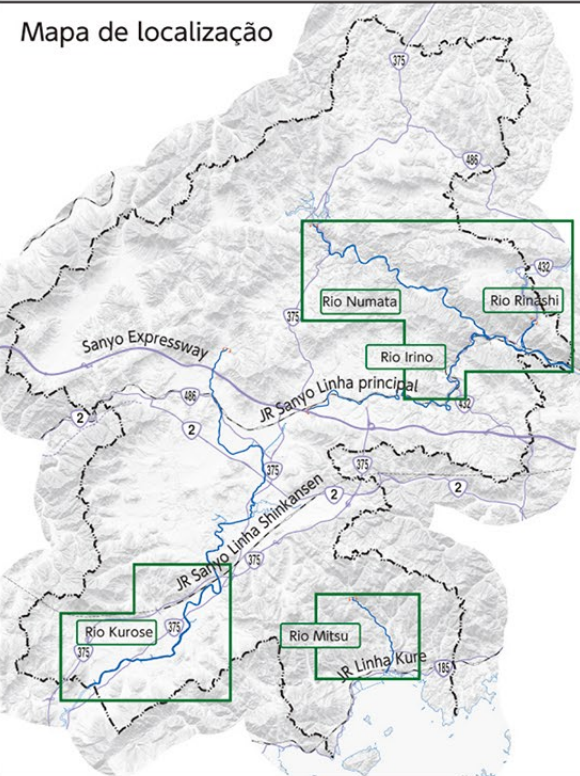 Mapa de localização
375
486
432
Rio Numata
Rio Rinashi
375
Sanyo Expressway
Rio Irino
486
JR Sanyo Linha principal
432
2
2
375
375
JR Sanyo Linha Shinkansen
2
2
375
Rio Kurose
375
375
Rio Mitsu
JR Linha Kure
185